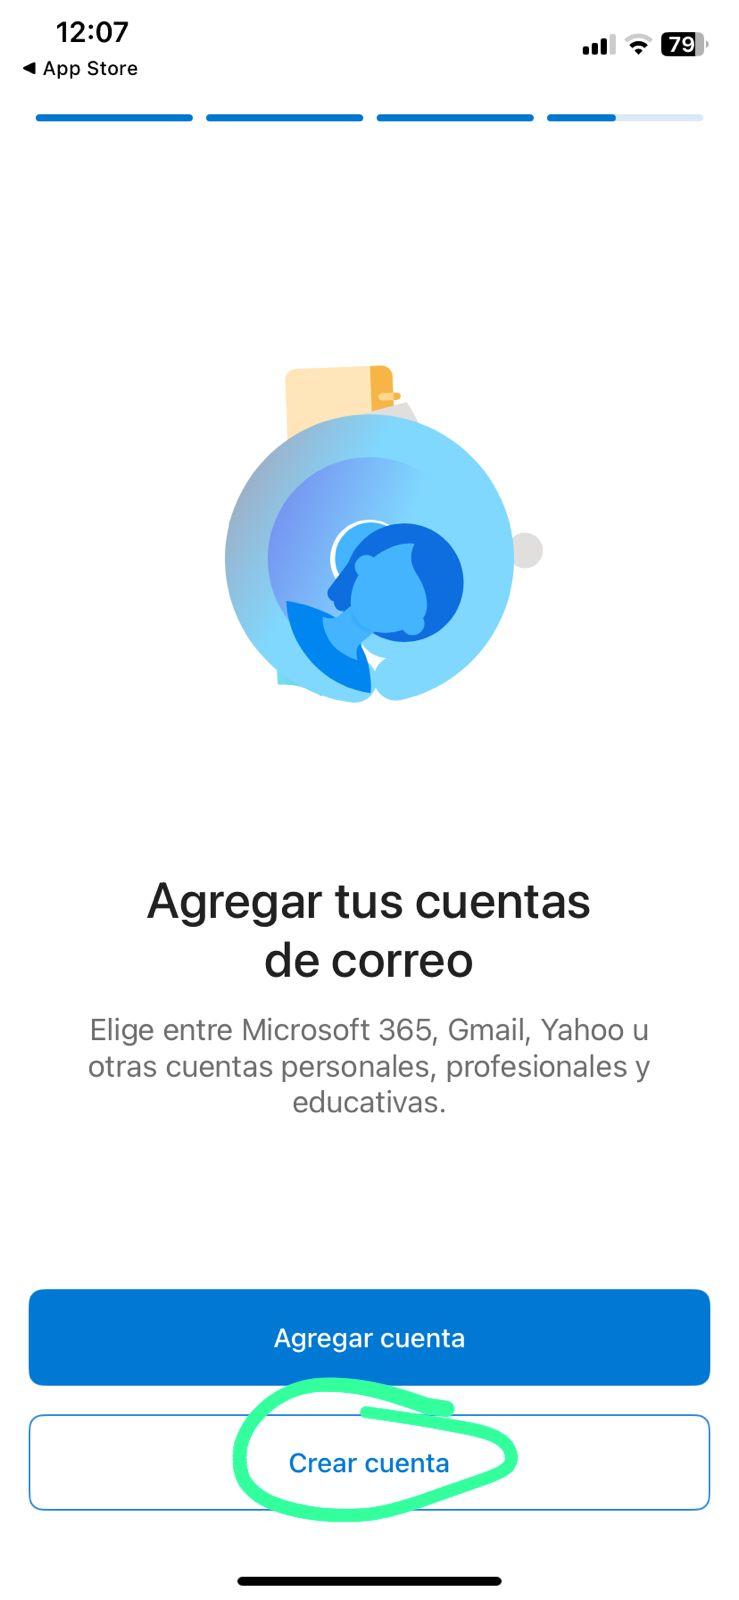 12:07
79
◀ App Store
Agregar tus cuentas
de correo
Elige entre Microsoft 365, Gmail, Yahoo u
otras cuentas personales, profesionales y
educativas.
Agregar cuenta
Crear cuenta